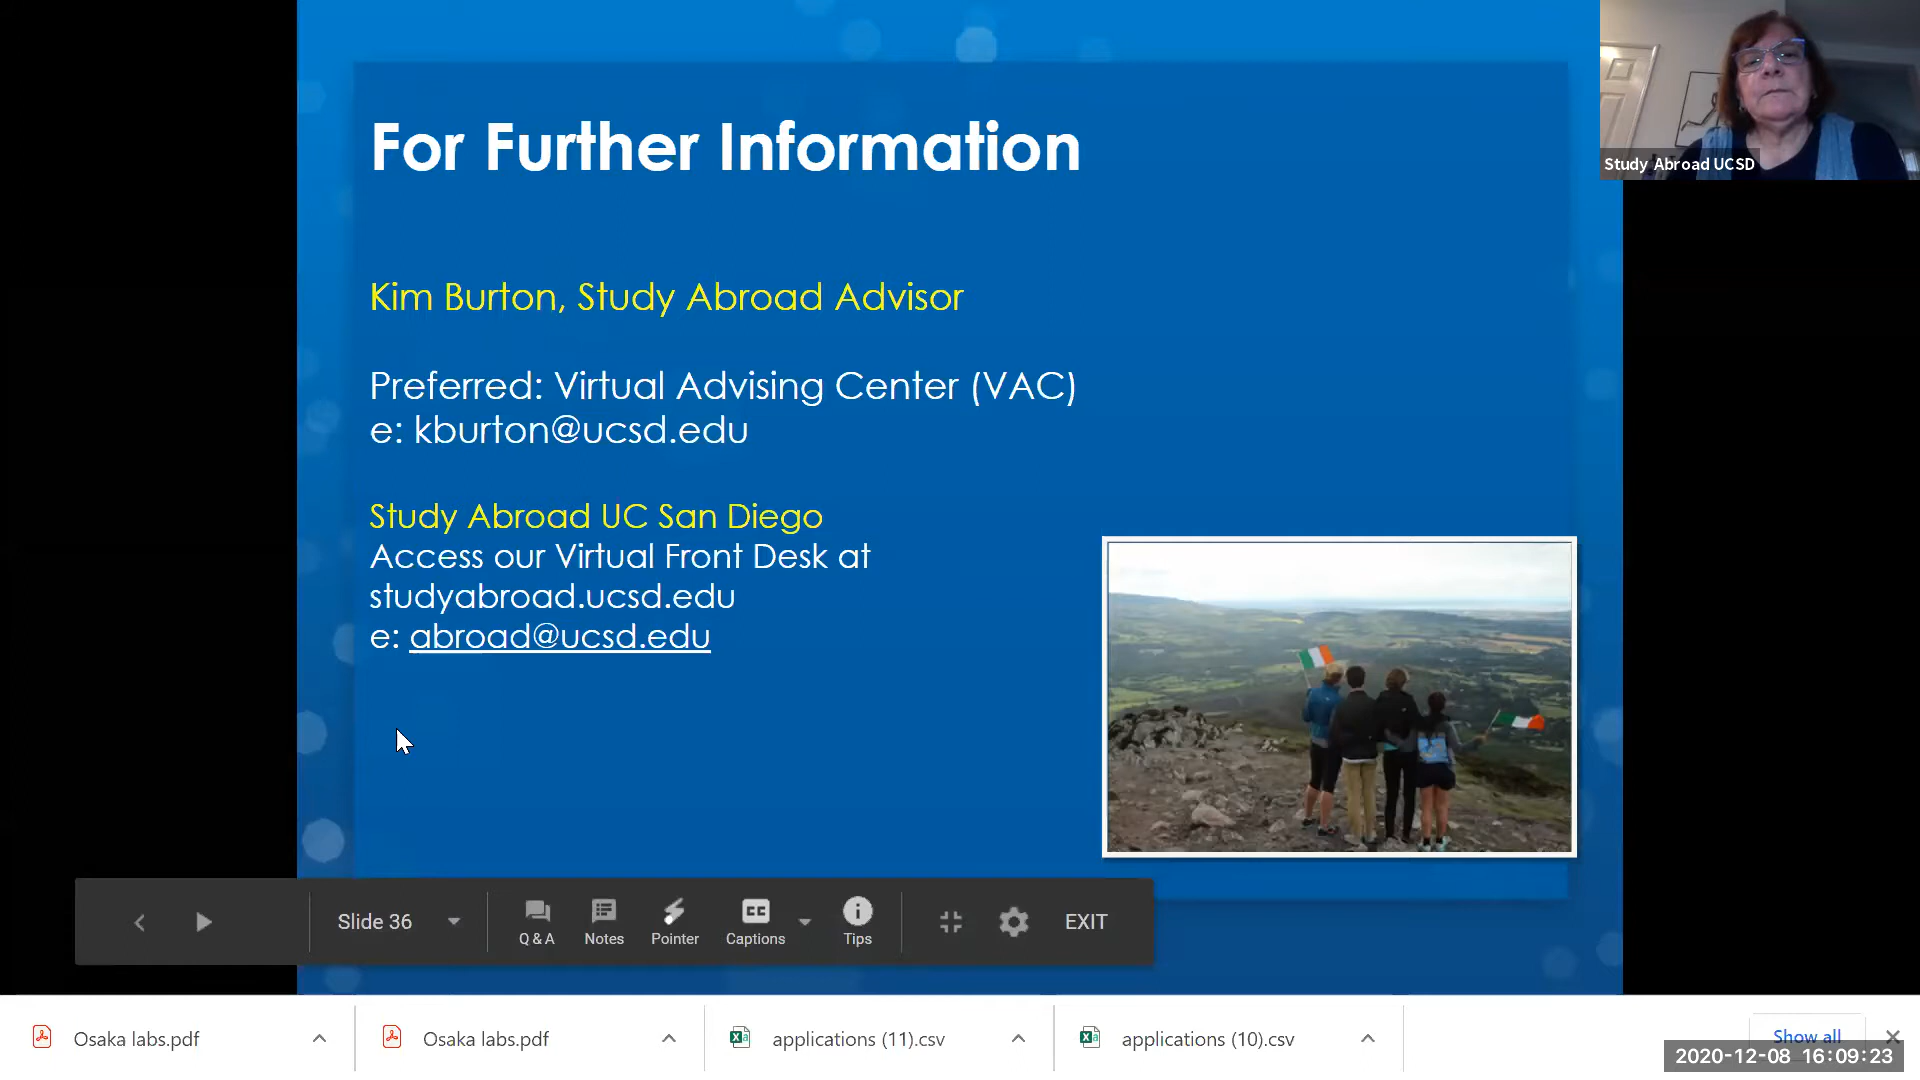 For Further Information
Study Abroad UCSD
Kim Burton, Study Abroad Advisor
Preferred: Virtual Advising Center (VAC)
e: kburton@ucsd.edu
Study Abroad UC San Diego
Access our Virtual Front Desk at
studyabroad.ucsd.edu
e: abroad@ucsd.edu
Slide 36
Q & A
Notes
CC
Pointer
Captions
Tips
EXIT
Osaka labs.pdf
Osaka labs.pdf
applications (11).csv
applications (10).csv
Show all
2020-12-08 16:09:23